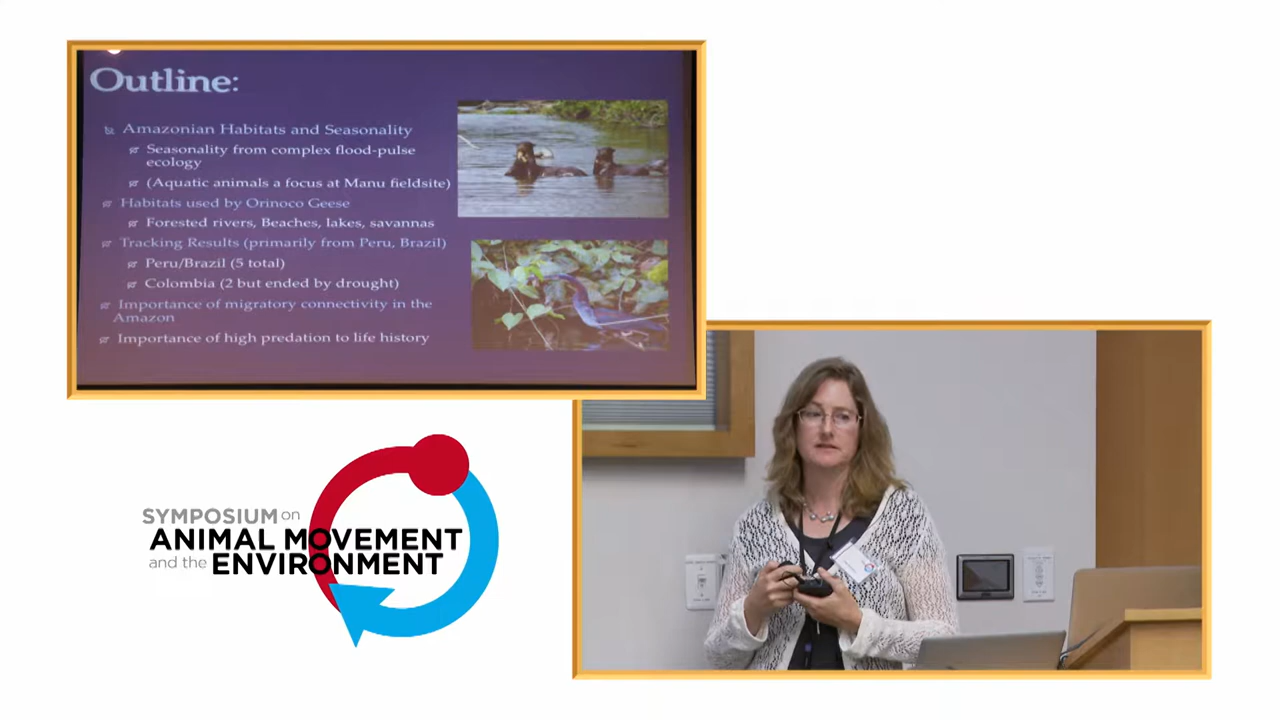 Outline:
Amazonian Habitats and Seasonality
Seasonality from complex flood-pulse
ecology
(Aquatic animals a focus at Manu fieldsite)
Habitats used by Orinoco Geese
Forested rivers, Beaches, lakes, savannas
Tracking Results (primarily from Peru, Brazil)
Peru/Brazil (5 total)
Colombia (2 but ended by drought)
Importance of migratory connectivity in the
Amazon
Importance of high predation to life history
SYMPOSIUM on
ANIMAL MOVEMENT
and the ENVIRONMENT